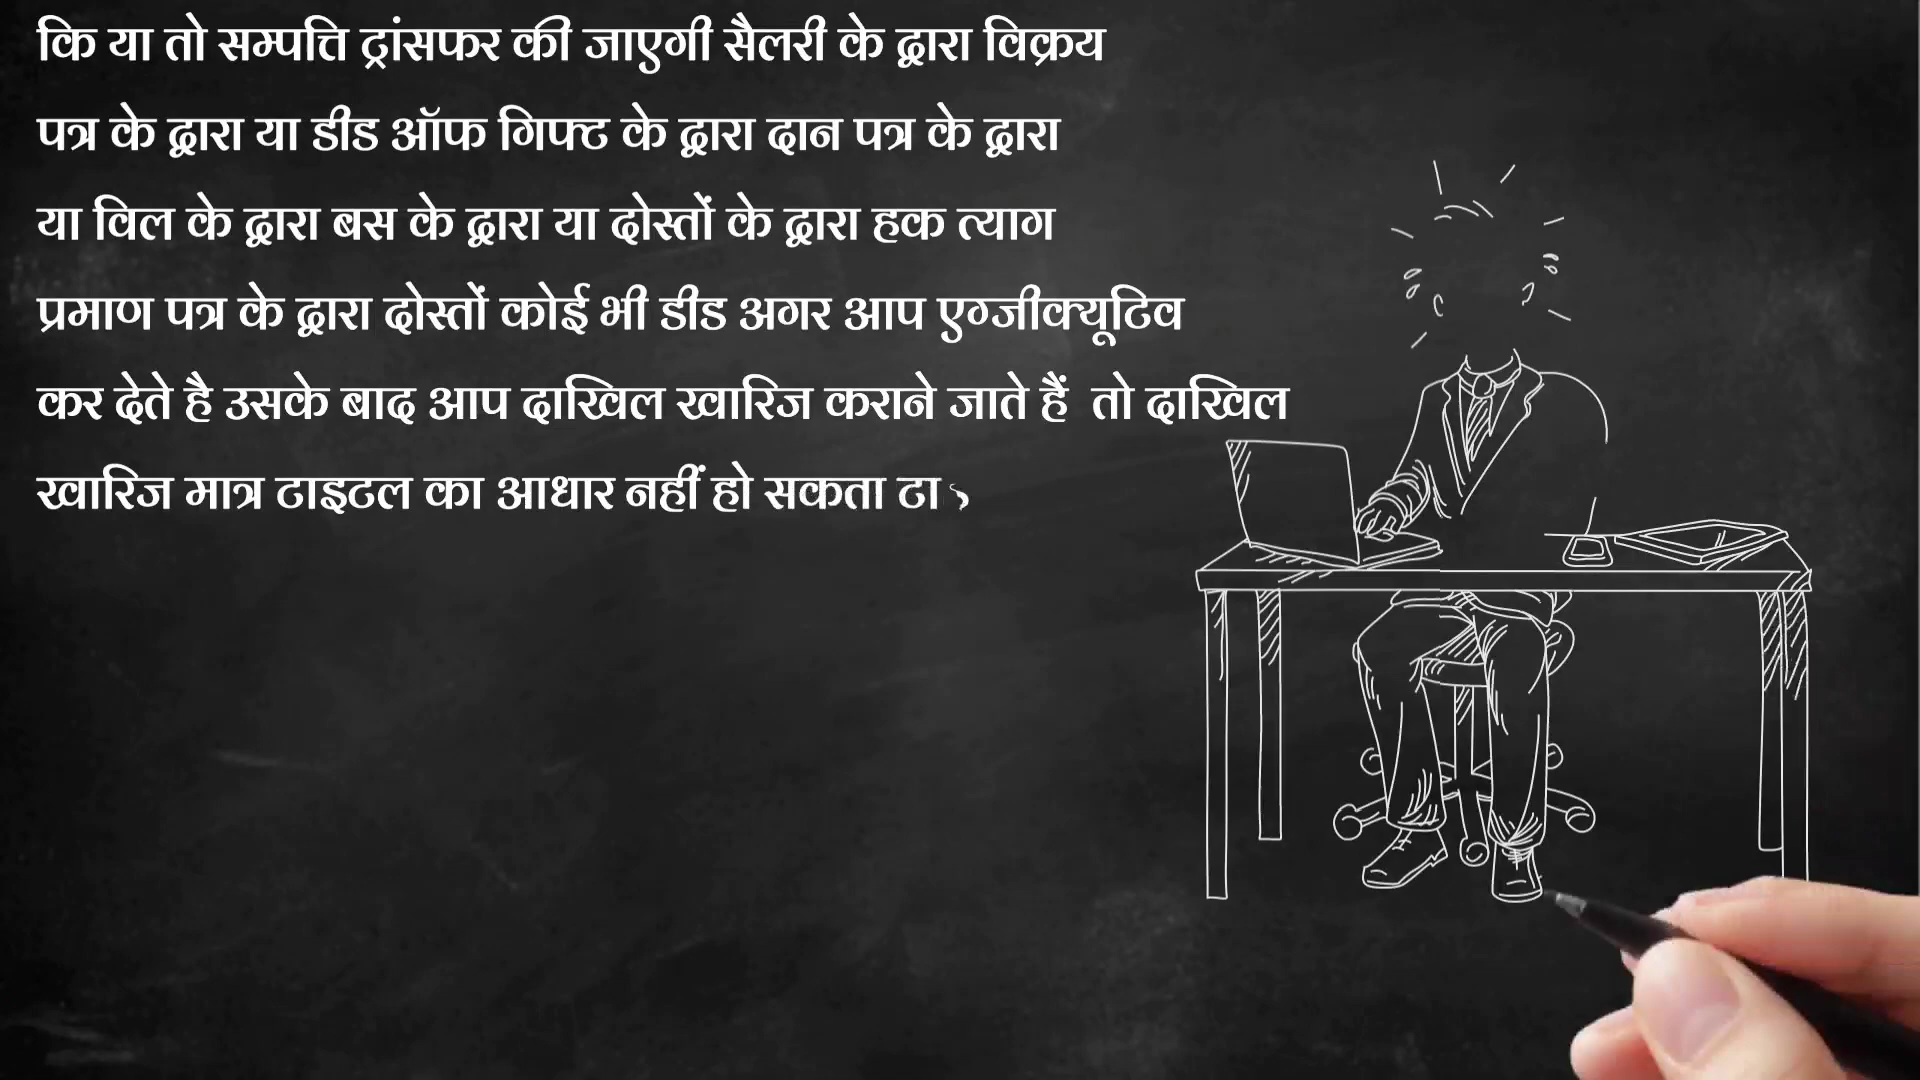 कि या तो सम्पत्ति ट्रांसफर की जाएगी सैलरी के द्वारा विक्रय
पत्र के द्वारा या डीड ऑफ गिफ्ट के द्वारा दान पत्र के द्वारा
या विल के द्वारा बस के द्वारा या दोस्तों के द्वारा हक त्याग
प्रमाण पत्र के द्वारा दोस्तों कोई भी डीड अगर आप एग्जीक्यूटिव
कर देते है उसके बाद आप दाखिल खारिज कराने जाते हैं तो दाखिल
खारिज मात्र टाइटल का आधार नहीं हो सकता टा